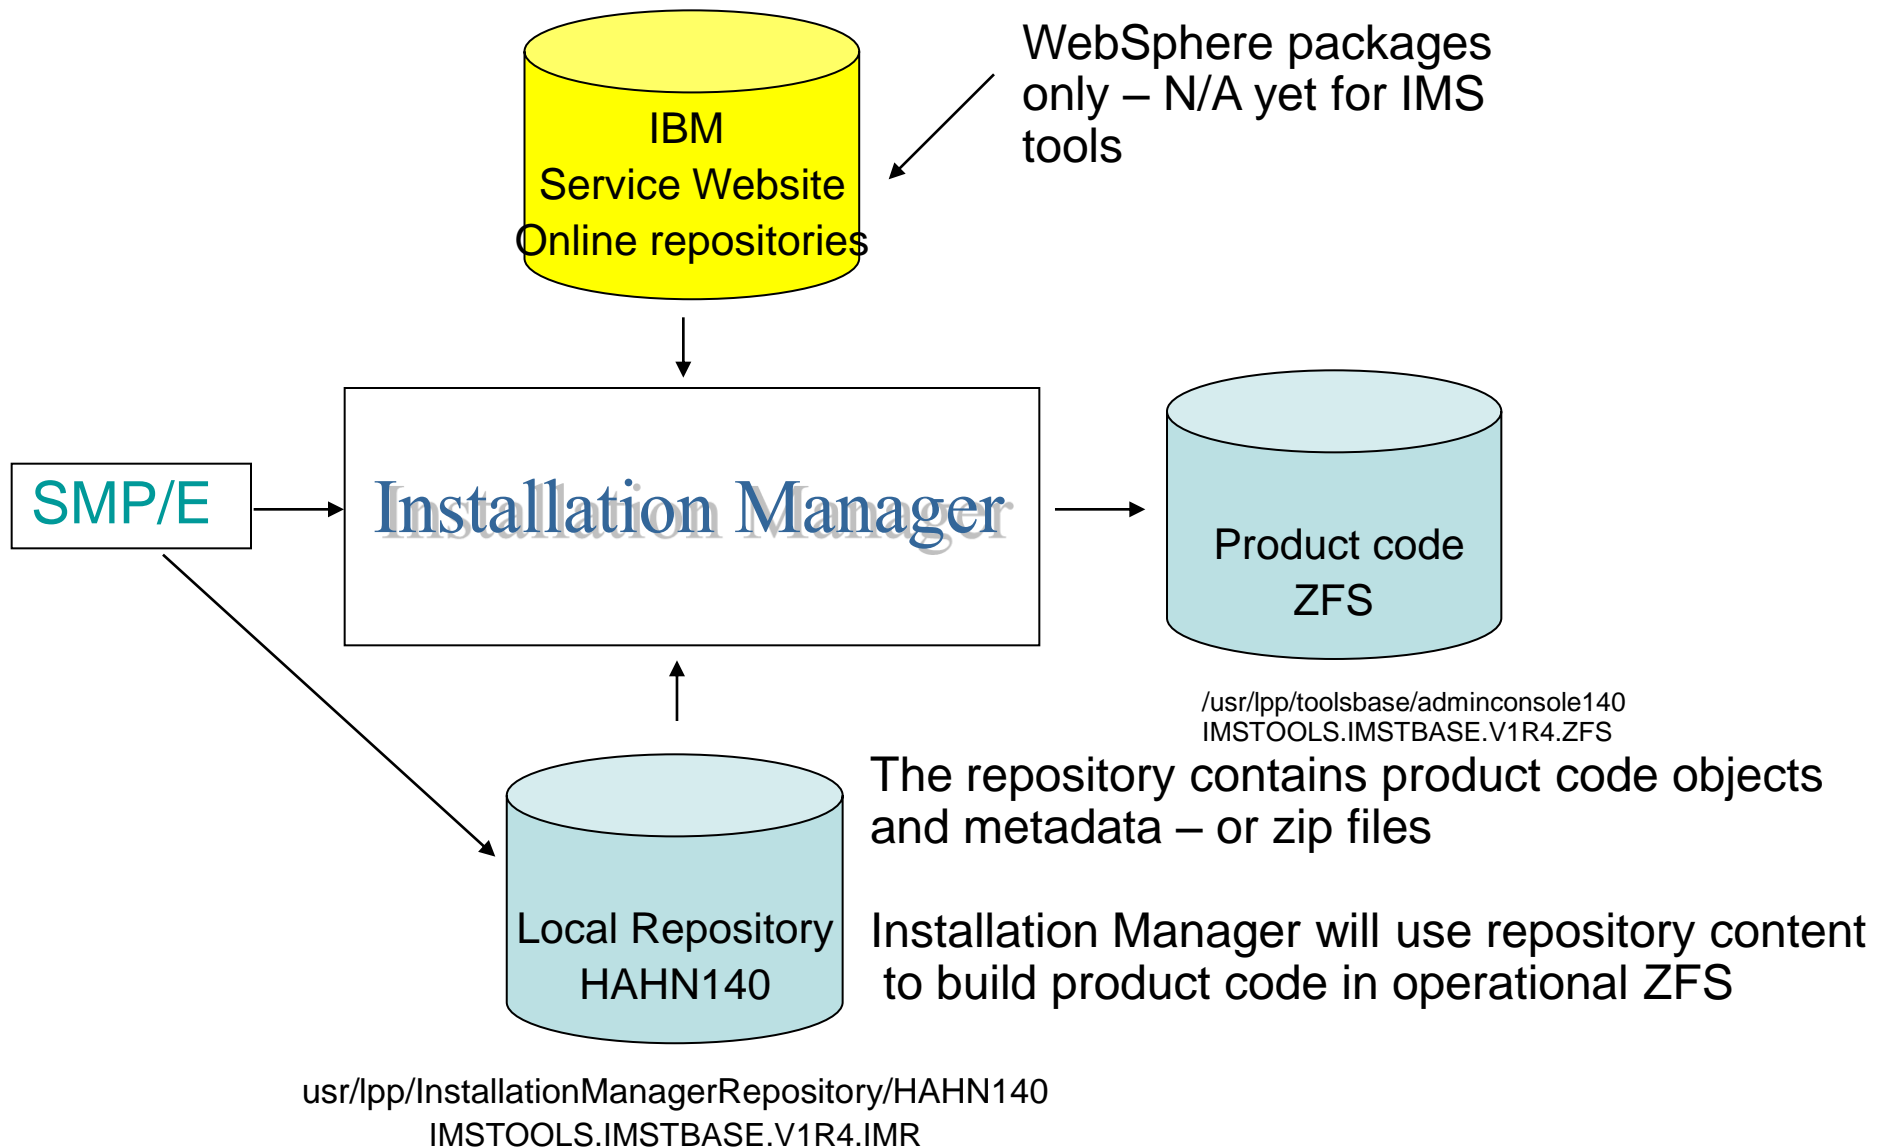 WebSphere packages
only – N/A yet for IMS
tools
IBM
Service Website
Online repositories
SMP/E
Installation Manager
Product code
ZFS
/usr/lpp/toolsbase/adminconsole140
IMSTOOLS.IMSTBASE.V1R4.ZFS
The repository contains product code objects
and metadata – or zip files
Local Repository
HAHN140
Installation Manager will use repository content
to build product code in operational ZFS
usr/lpp/InstallationManagerRepository/HAHN140
IMSTOOLS.IMSTBASE.V1R4.IMR